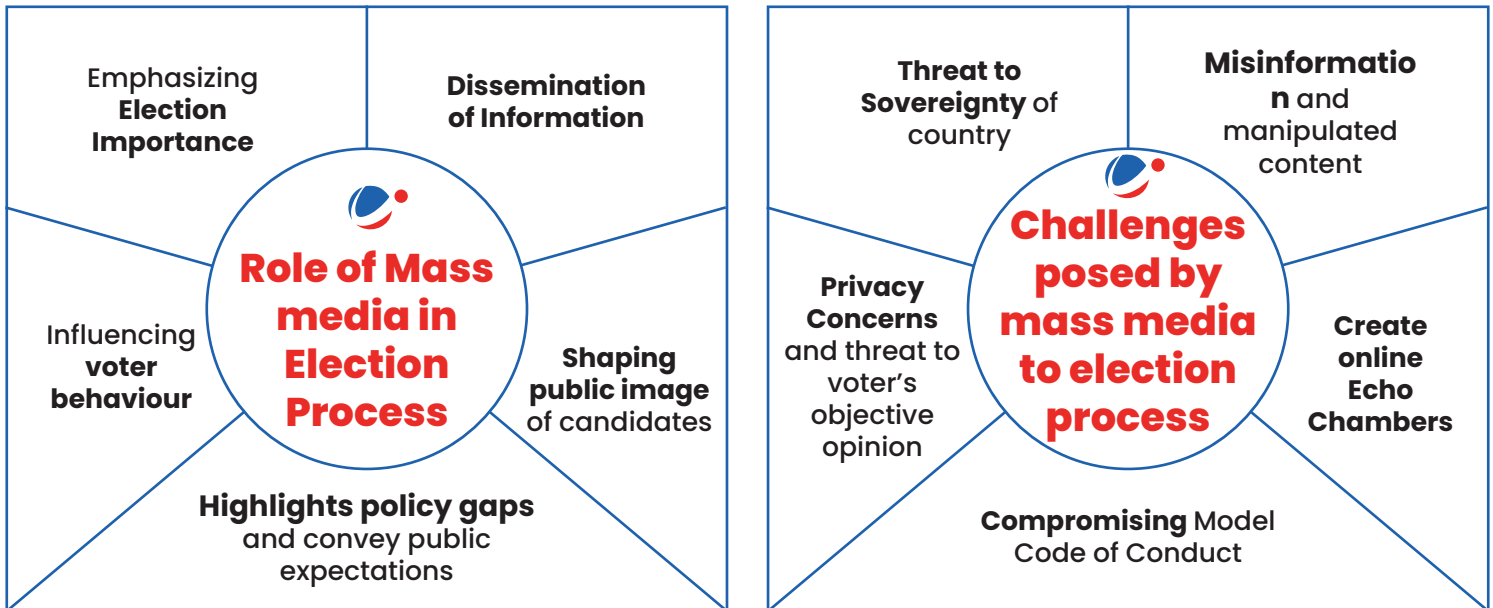 Emphasizing
Election
Importance
Dissemination
of Information
Role of Mass
media in
Election
Process
Influencing
voter
behaviour
Shaping
public image
of candidates
Highlights policy gaps
and convey public
expectations
Threat to
Sovereignty of
country
Misinformatio
n and
manipulated
content
Challenges
posed by
mass media
to election
process
Privacy
Concerns
and threat to
voter’s
objective
opinion
Create
online
Echo
Chambers
Compromising Model
Code of Conduct